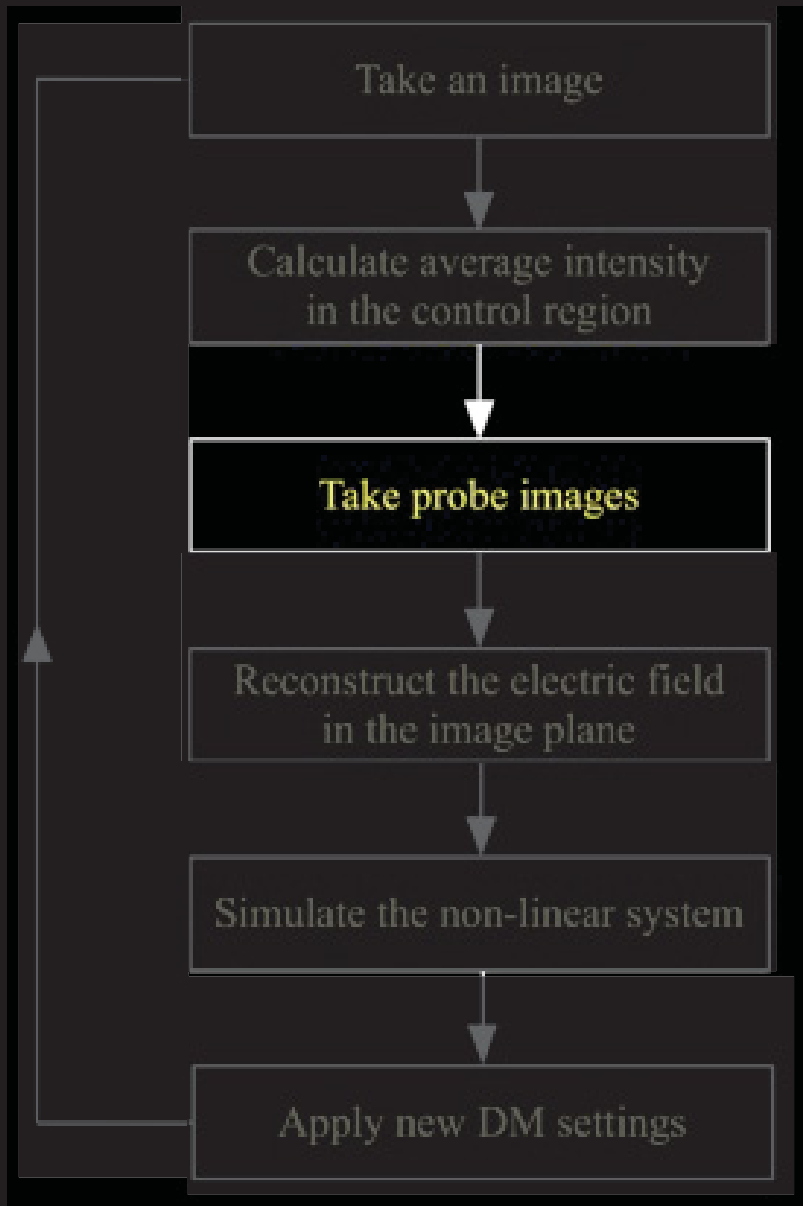 Take an image
Calculate average intensity
in the control region
Take probe images
Reconstruct the electric field
in the image plane
Simulate the non-linear system
Apply new DM settings